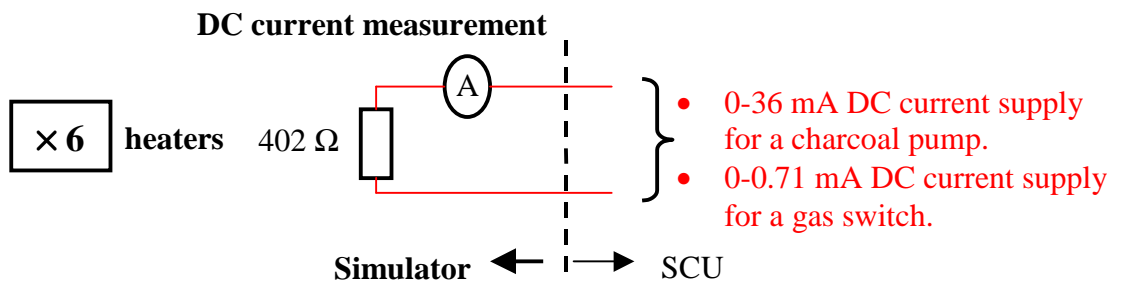 DC current measurement
A
× 6 heaters 402 Ω
• 0-36 mA DC current supply
for a charcoal pump.
• 0-0.71 mA DC current supply
for a gas switch.
Simulator SCU